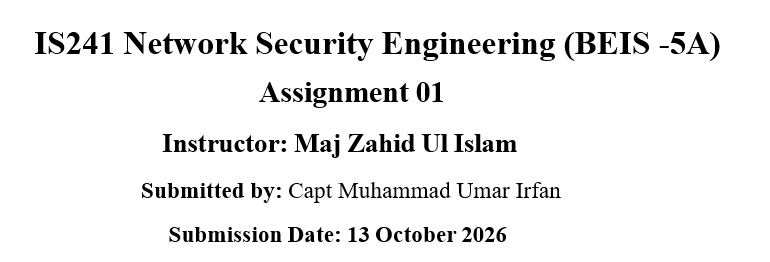 IS241 Network Security Engineering (BEIS -5A)
Assignment 01
Instructor: Maj Zahid Ul Islam
Submitted by: Capt Muhammad Umar Irfan
Submission Date: 13 October 2026